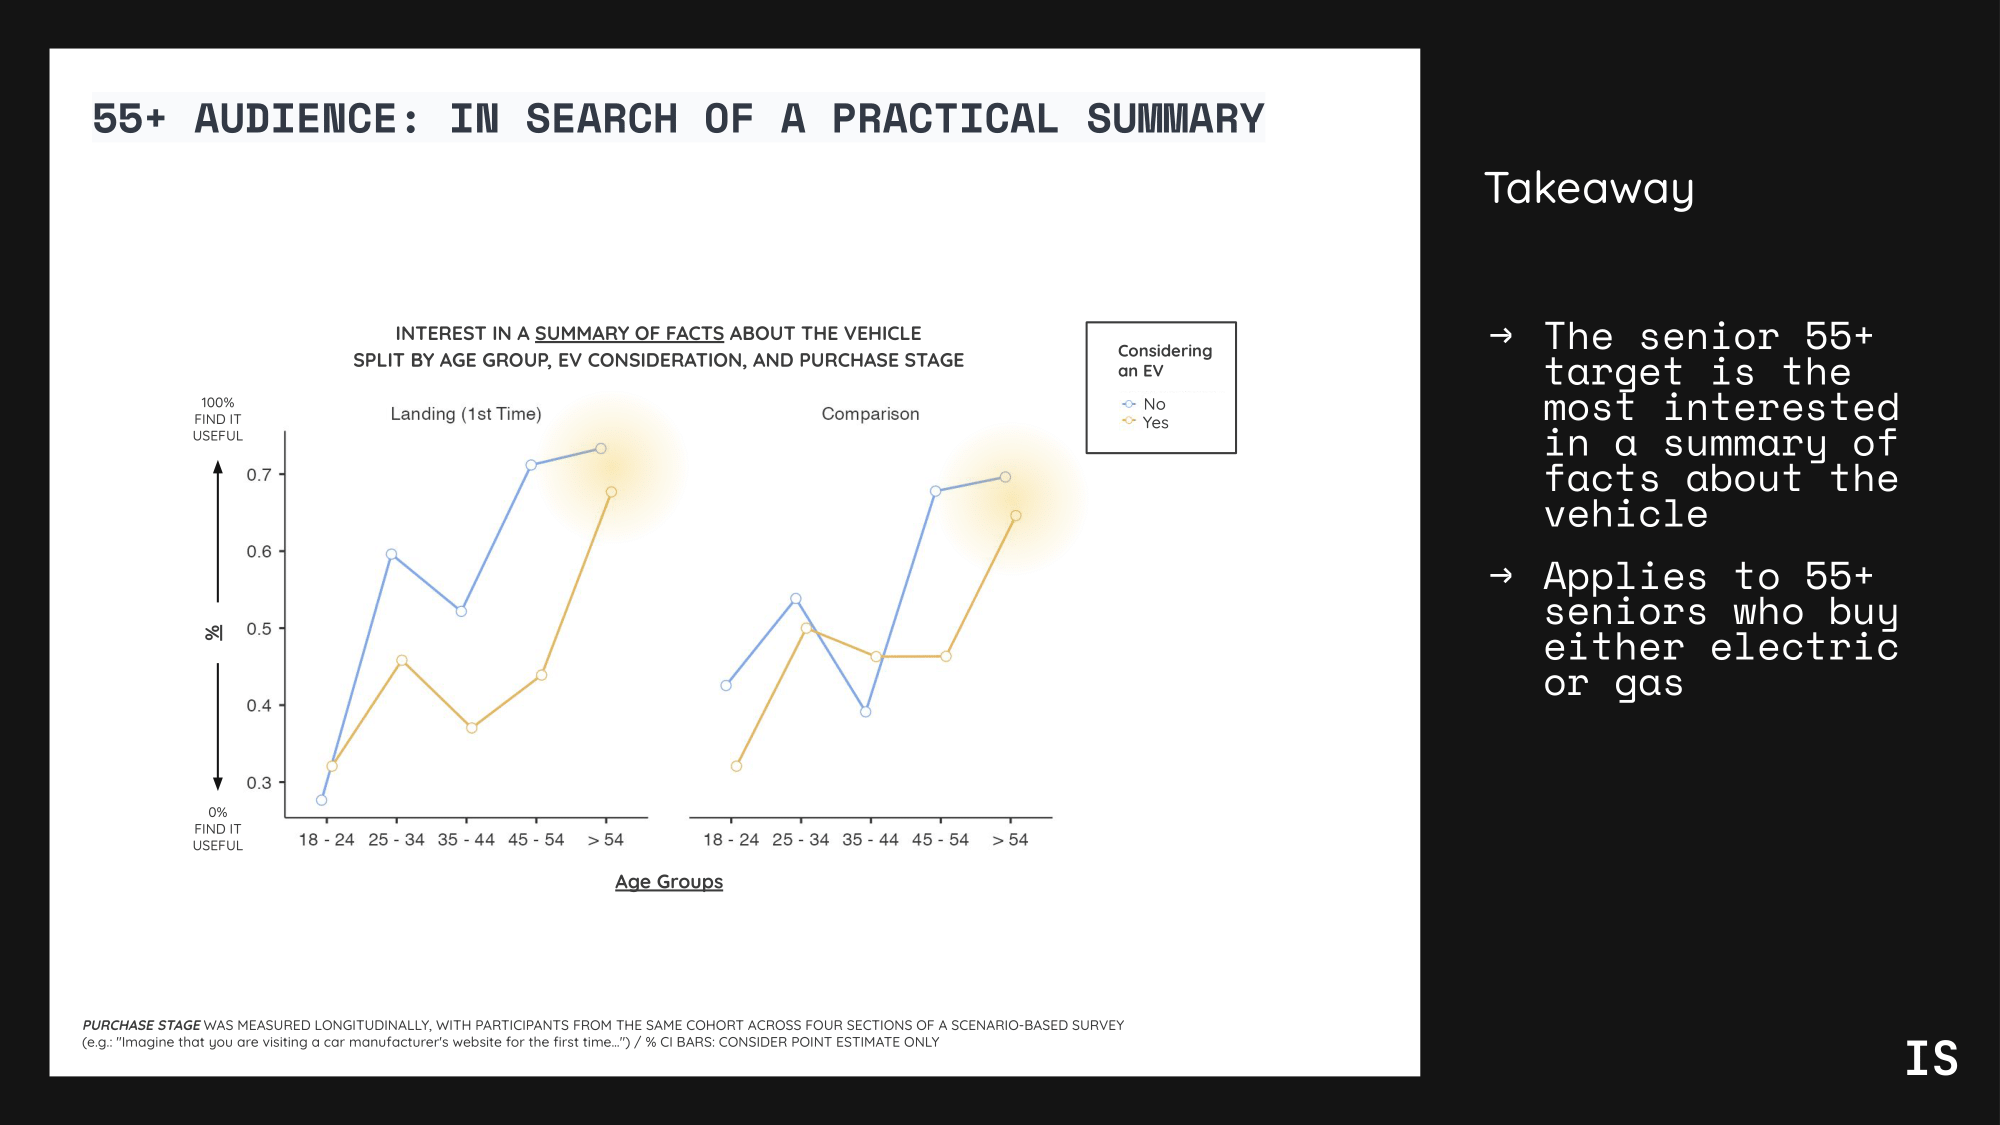 55+ AUDIENCE: IN SEARCH OF A PRACTICAL SUMMARY
INTEREST IN A SUMMARY OF FACTS ABOUT THE VEHICLE
SPLIT BY AGE GROUP, EV CONSIDERATION, AND PURCHASE STAGE
Considering
an EV
No
Yes
100%
FIND IT
USEFUL
%
0%
FIND IT
USEFUL
Landing (1st Time)
Comparison
0.7
0.6
0.5
0.4
0.3
18 - 24 25 - 34 35 - 44 45 - 54 > 54
18 - 24 25 - 34 35 - 44 45 - 54 > 54
Age Groups
PURCHASE STAGE WAS MEASURED LONGITUDINALLY, WITH PARTICIPANTS FROM THE SAME COHORT ACROSS FOUR SECTIONS OF A SCENARIO-BASED SURVEY
(e.g.: "Imagine that you are visiting a car manufacturer's website for the first time…") / % CI BARS: CONSIDER POINT ESTIMATE ONLY
Takeaway
→ The senior 55+
target is the
most interested
in a summary of
facts about the
vehicle
→ Applies to 55+
seniors who buy
either electric
or gas
IS